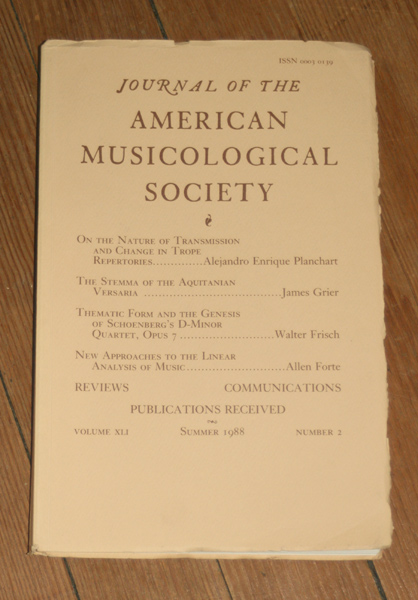 ISSN 0003 0139
JOURNAL OF THE
AMERICAN
MUSICOLOGICAL
SOCIETY
On the Nature of Transmission
and Change in Trope
Repertories..............Alejandro Enrique Planchart
The Stemma of the Aquitanian
Versaria ......................................James Grier
Thematic Form and the Genesis
of Schoenberg's D-Minor
Quartet, Opus 7 ..........................Walter Frisch
New Approaches to the Linear
Analysis of Music...........................Allen Forte
REVIEWS COMMUNICATIONS
PUBLICATIONS RECEIVED
VOLUME XLI Summer 1988 NUMBER 2